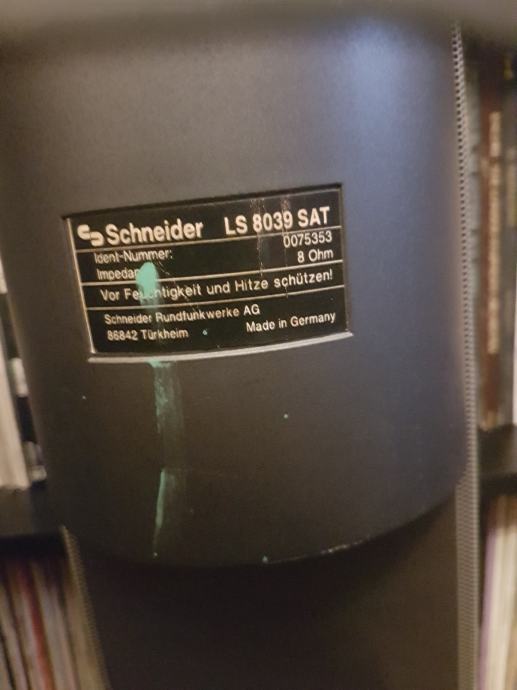 Schneider LS 8039 SAT
Ident-Nummer: 0075353
Impedan 8 Ohm
Vor Feuchtigkeit und Hitze schützen!
Schneider Rundfunkwerke AG
86842 Türkheim Made in Germany